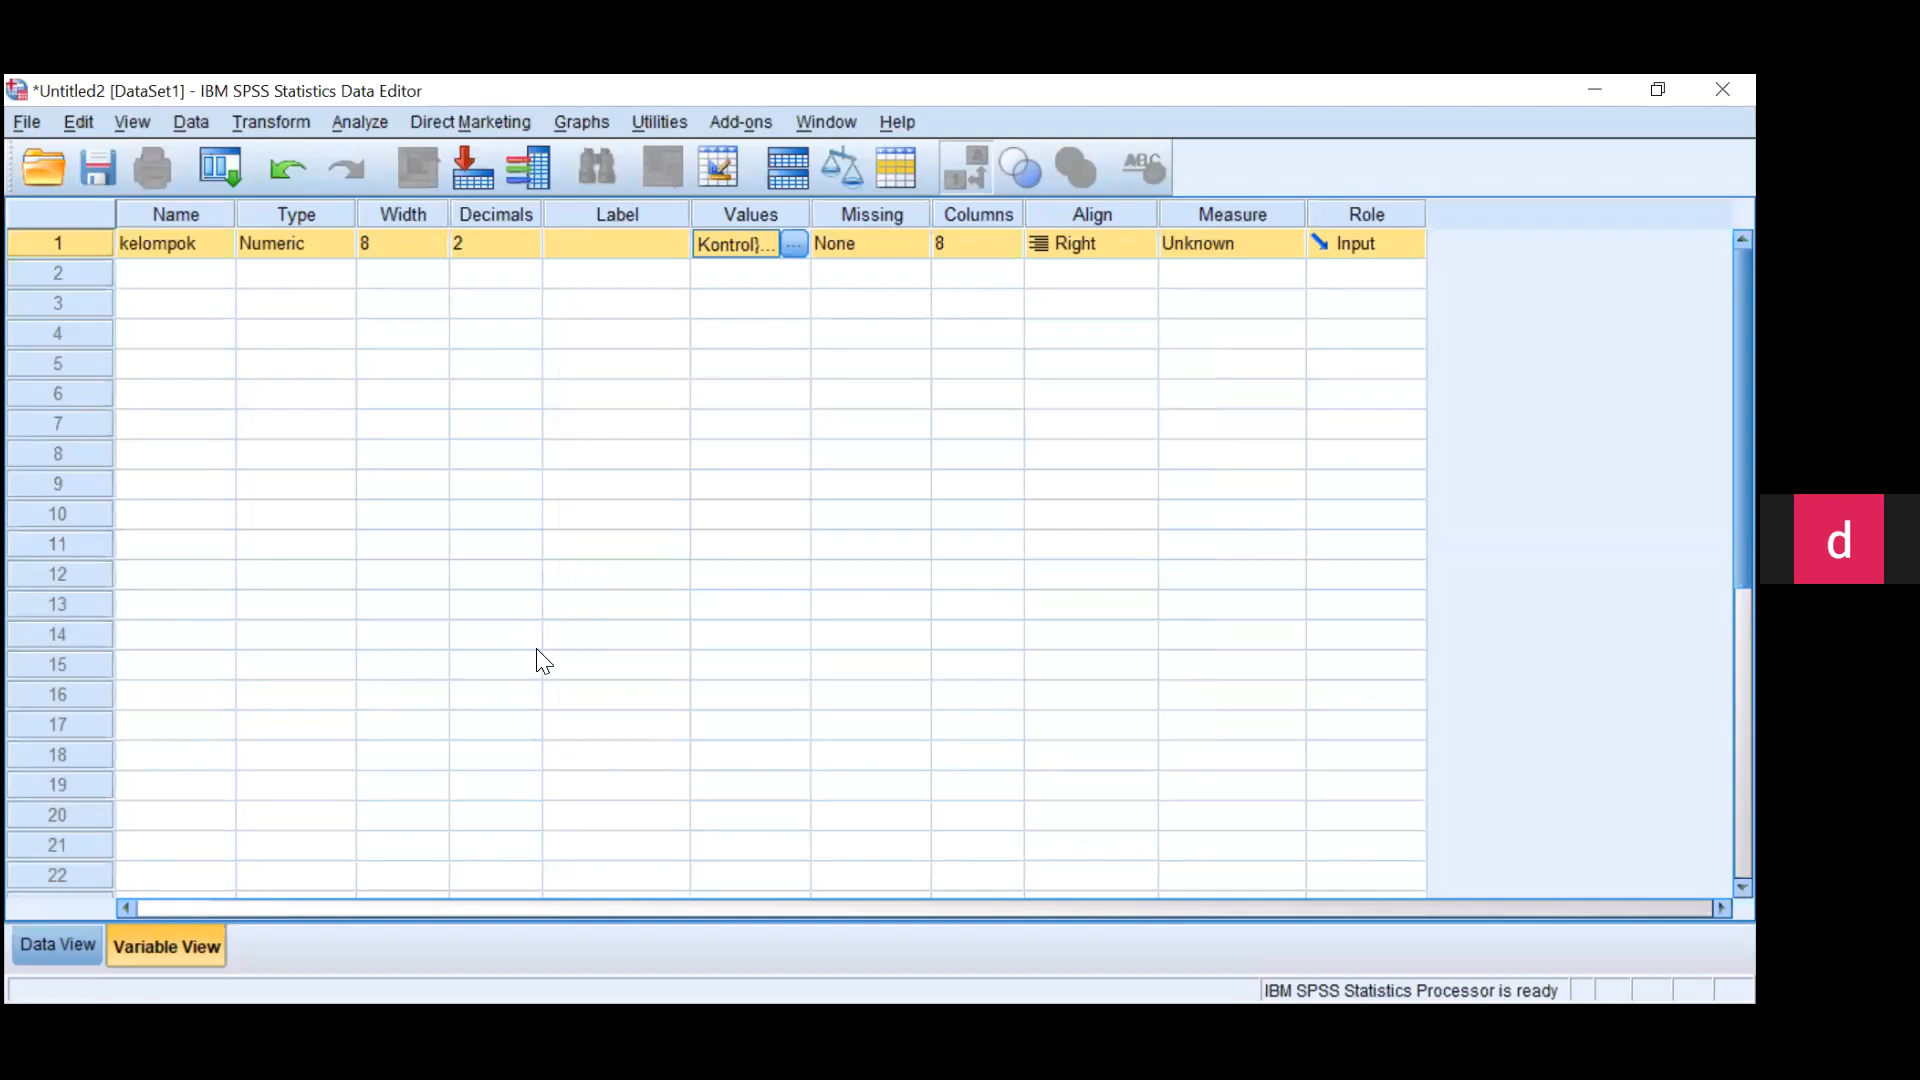 *Untitled2 [DataSet1] - IBM SPSS Statistics Data Editor
File Edit View Data Transform Analyze Direct Marketing Graphs Utilities Add-ons Window Help
ABC
Name Type Width Decimals Label Values Missing Columns Align Measure Role
1 kelompok Numeric 8 2 Kontrol}... ... None 8 Right Unknown Input
2
3
4
5
6
7
8
9
10
d
11
12
13
14
15
16
17
18
19
20
21
22
Data View Variable View
IBM SPSS Statistics Processor is ready